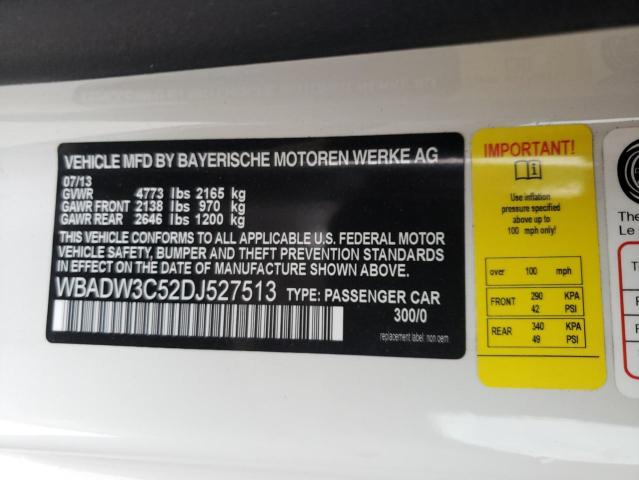 VEHICLE MFD BY BAYERISCHE MOTOREN WERKE AG
07/13
GVWR 4773 lbs 2165 kg
GAWR FRONT 2138 lbs 970 kg
GAWR REAR 2646 lbs 1200 kg
THIS VEHICLE CONFORMS TO ALL APPLICABLE U.S. FEDERAL MOTOR
VEHICLE SAFETY, BUMPER AND THEFT PREVENTION STANDARDS
IN EFFECT ON THE DATE OF MANUFACTURE SHOWN ABOVE.
WBADW3C52DJ527513 TYPE: PASSENGER CAR
300/0
replacement label, non oem
IMPORTANT!
Use inflation
pressure specified
above up to
100 mph only!
over 100 mph
FRONT 290 KPA
42 PSI
REAR 340 KPA
49 PSI
The
Le